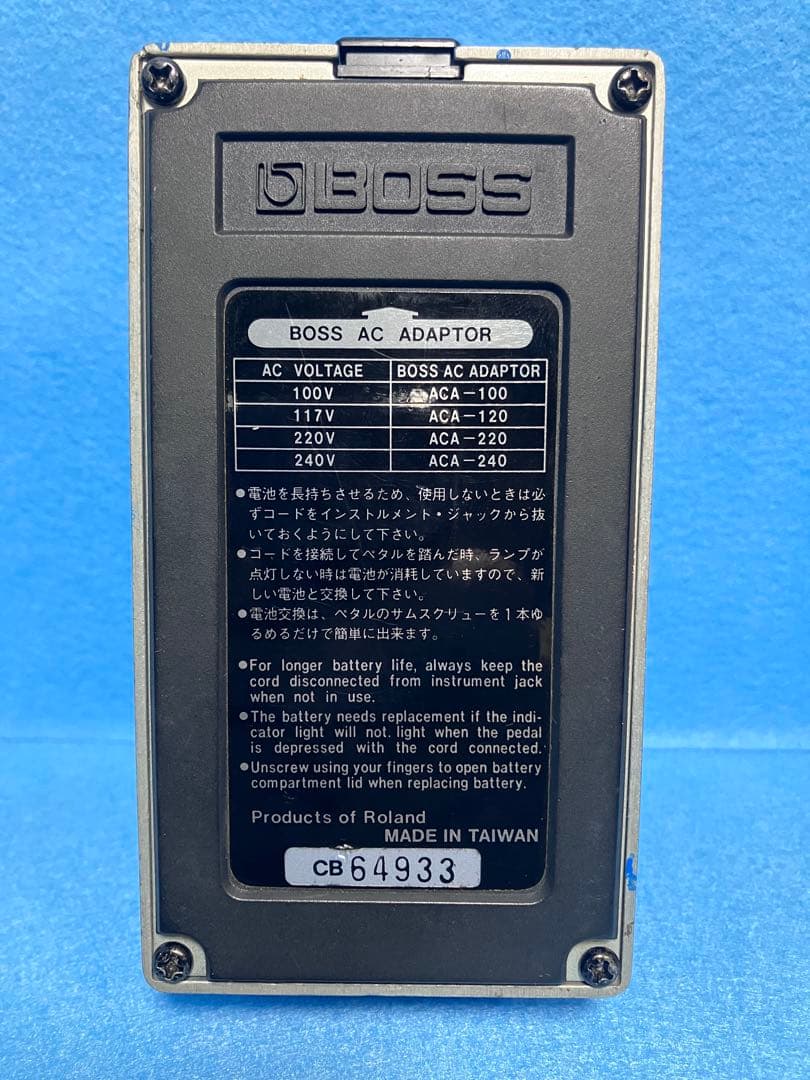 BOSS
BOSS AC ADAPTOR
AC VOLTAGE BOSS AC ADAPTOR
100V ACA-100
117V ACA-120
220V ACA-220
240V ACA-240
●電池を長持ちさせるため、使用しないときは必
ずコードをインストルメント・ジャックから抜
いておくようにして下さい。
●コードを接続してペタルを踏んだ時、ランプが
点灯しない時は電池が消耗していますので、新
しい電池と交換して下さい。
●電池交換は、ペタルのサムスクリューを1本ゆ
るめるだけで簡単に出来ます。
●For longer battery life, always keep the
cord disconnected from instrument jack
when not in use.
●The battery needs replacement if the indi-
cator light will not light when the pedal
is depressed with the cord connected.
●Unscrew using your fingers to open battery
compartment lid when replacing battery.
Products of Roland
MADE IN TAIWAN
CB 64933